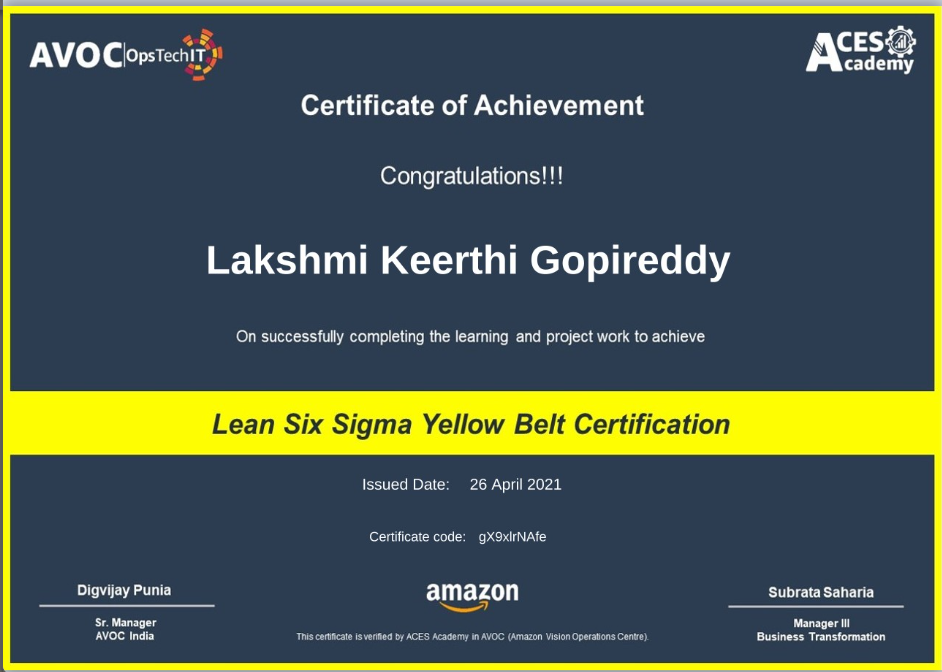 AVOC|OpsTechIT
ACES
Academy
Certificate of Achievement
Congratulations!!!
Lakshmi Keerthi Gopireddy
On successfully completing the learning and project work to achieve
Lean Six Sigma Yellow Belt Certification
Issued Date: 26 April 2021
Certificate code: gX9xlrNAfe
Digvijay Punia
Sr. Manager
AVOC India
amazon
This certificate is verified by ACES Academy in AVOC (Amazon Vision Operations Centre).
Subrata Saharia
Manager III
Business Transformation